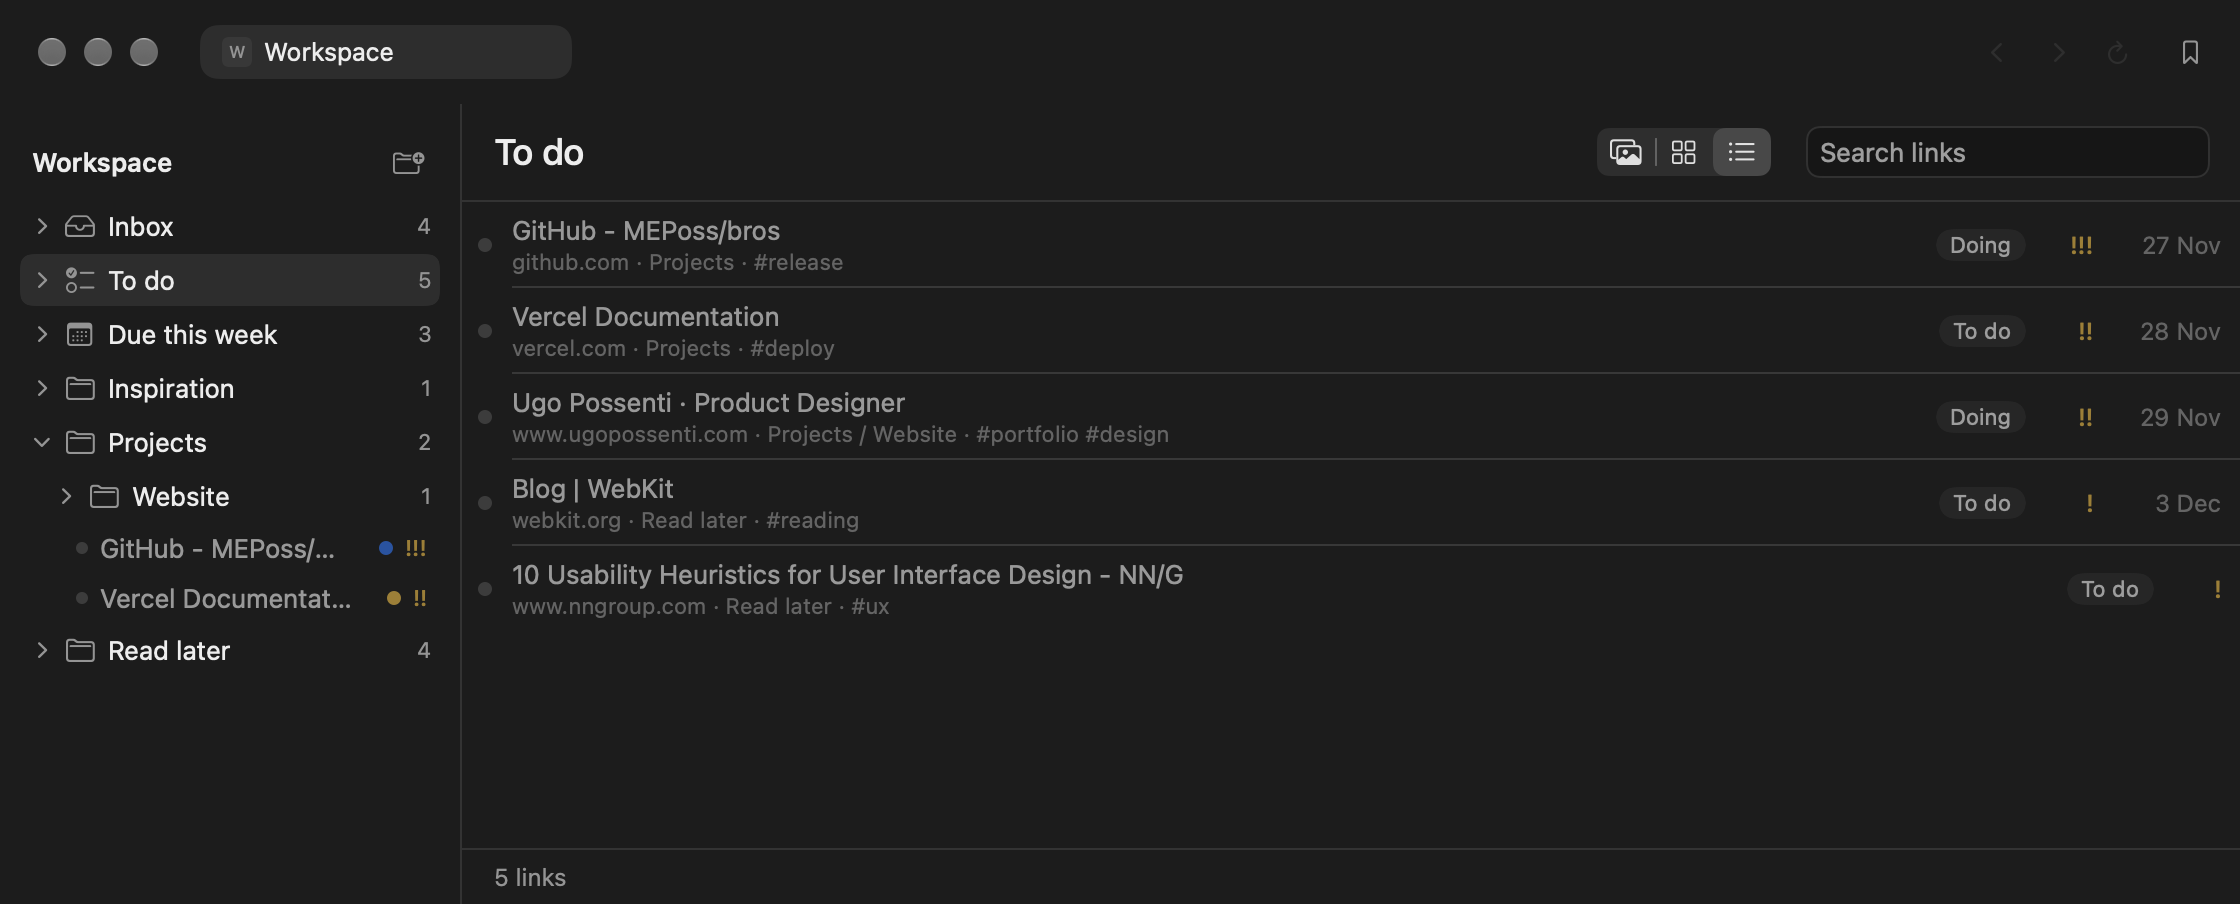 W Workspace
Workspace
Inbox 4
To do 5
Due this week 3
Inspiration 1
Projects 2
Website 1
GitHub - MEPoss/... !!!
Vercel Documentat... !!
Read later 4
To do
Search links
GitHub - MEPoss/bros
github.com · Projects · #release
Doing !!! 27 Nov
Vercel Documentation
vercel.com · Projects · #deploy
To do !! 28 Nov
Ugo Possenti · Product Designer
www.ugopossenti.com · Projects / Website · #portfolio #design
Doing !! 29 Nov
Blog | WebKit
webkit.org · Read later · #reading
To do ! 3 Dec
10 Usability Heuristics for User Interface Design - NN/G
www.nngroup.com · Read later · #ux
To do !
5 links